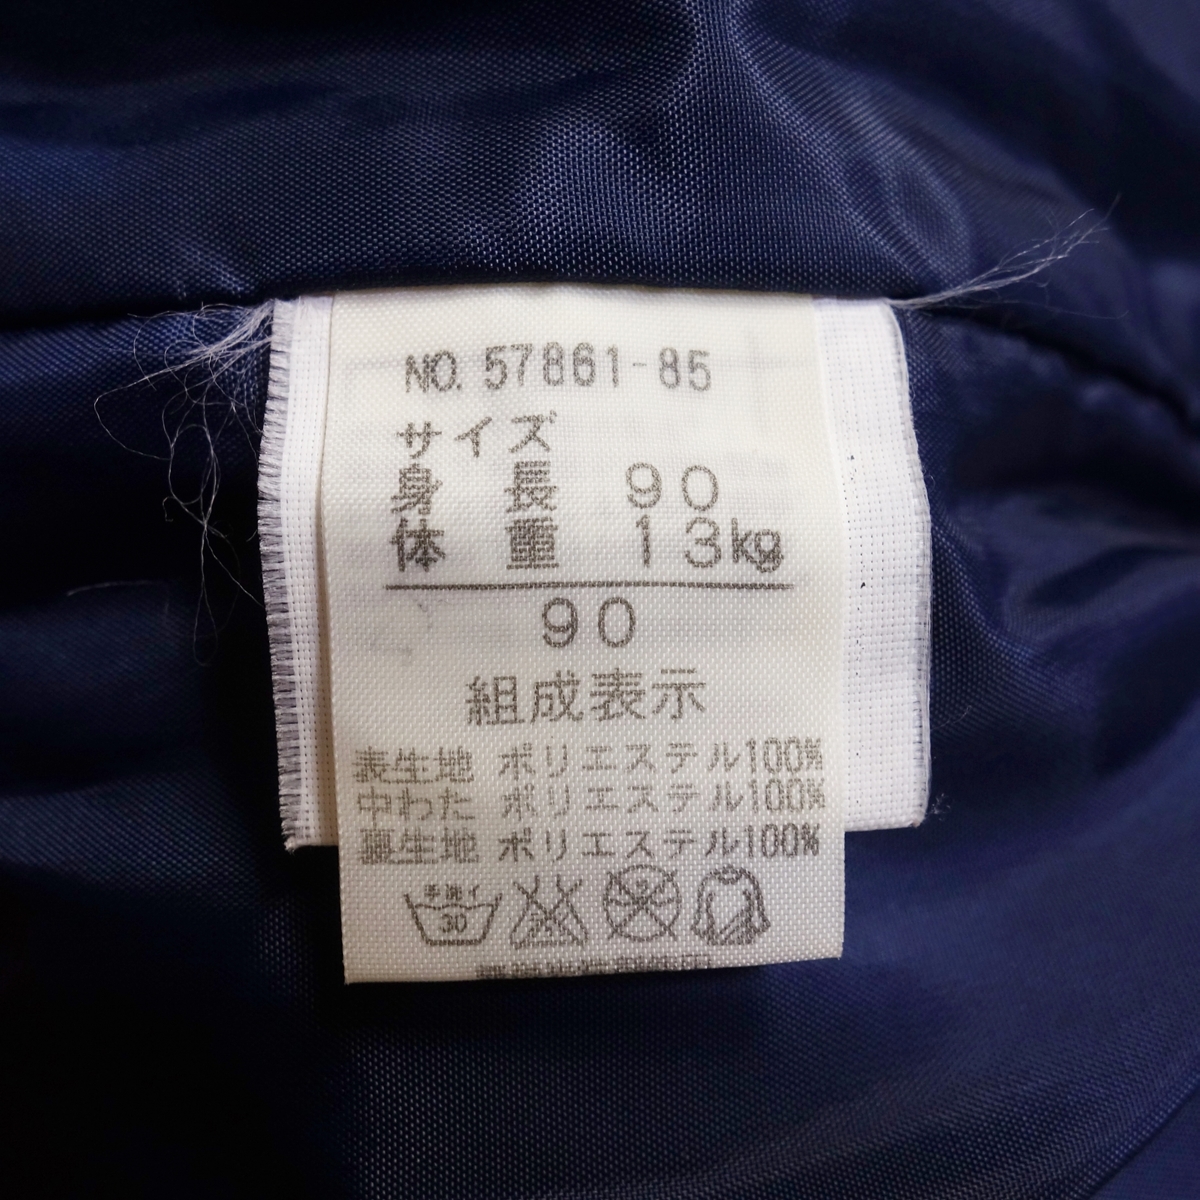 NO. 57861-85
サイズ
身長 90
体重 13kg
90
組成表示
表生地 ポリエステル100%
中わた ポリエステル100%
裏生地 ポリエステル100%
手洗イ
30